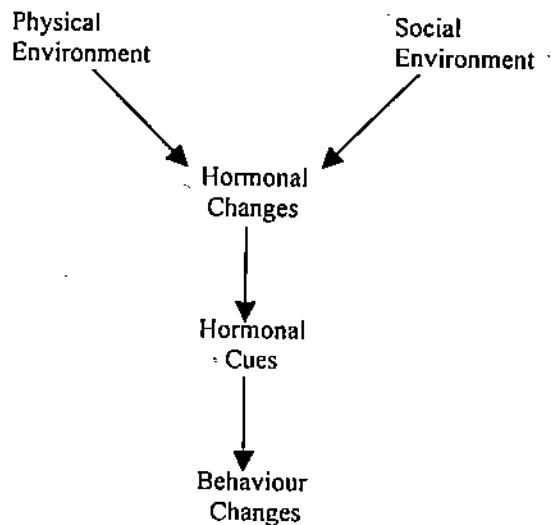 Physical
Environment
Social
Environment
Hormonal
Changes
Hormonal
Cues
Behaviour
Changes